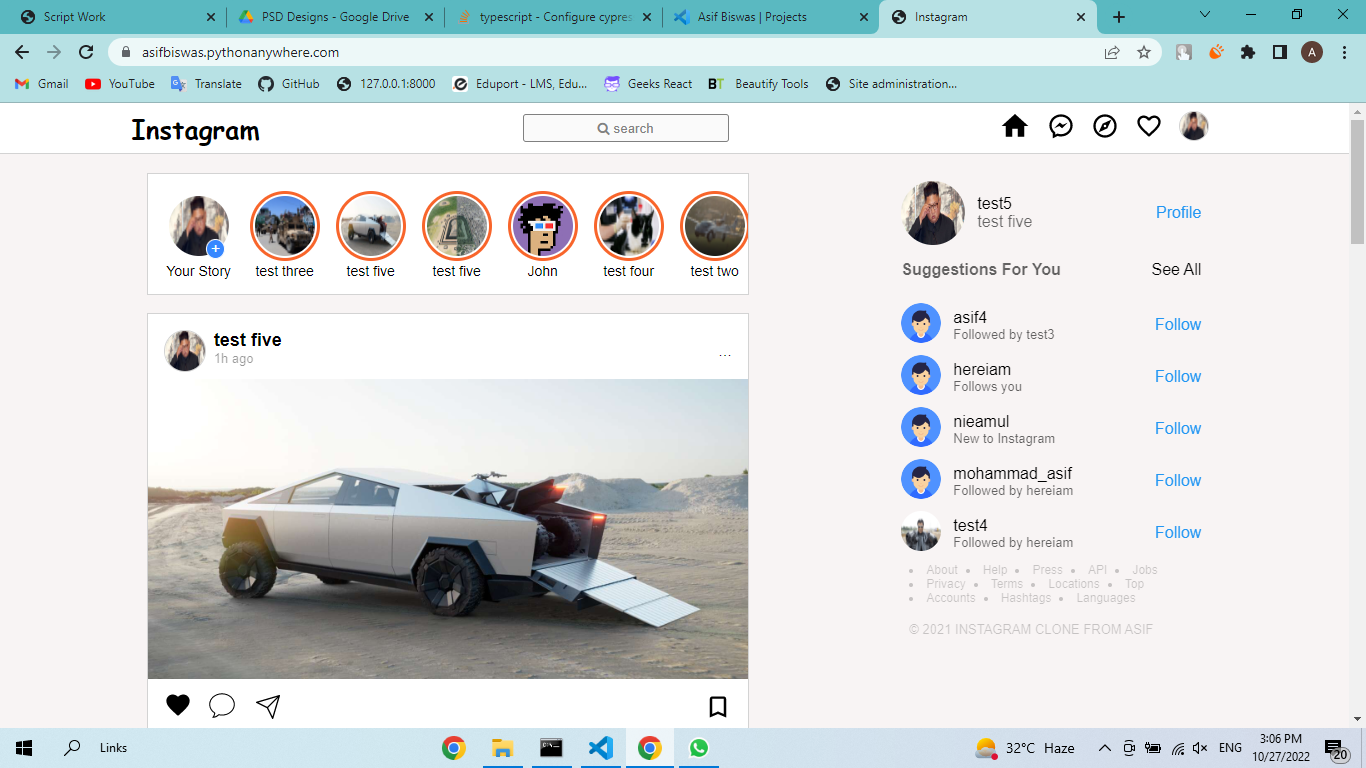 Script Work
PSD Designs - Google Drive
typescript - Configure cypres
Asif Biswas | Projects
Instagram
asifbiswas.pythonanywhere.com
A
Gmail
YouTube
Translate
GitHub
127.0.0.1:8000
Eduport - LMS, Edu...
Geeks React
BT Beautify Tools
Site administration...
Instagram
search
Your Story
test three
test five
test five
John
test four
test two
test5
test five
Profile
Suggestions For You
See All
asif4
Followed by test3
Follow
hereiam
Follows you
Follow
nieamul
New to Instagram
Follow
mohammad_asif
Followed by hereiam
Follow
test4
Followed by hereiam
Follow
About • Help • Press • API • Jobs
Privacy • Terms • Locations • Top
Accounts • Hashtags • Languages
© 2021 INSTAGRAM CLONE FROM ASIF
test five
1h ago
...
Links
32°C Haze
ENG
3:06 PM
10/27/2022
20